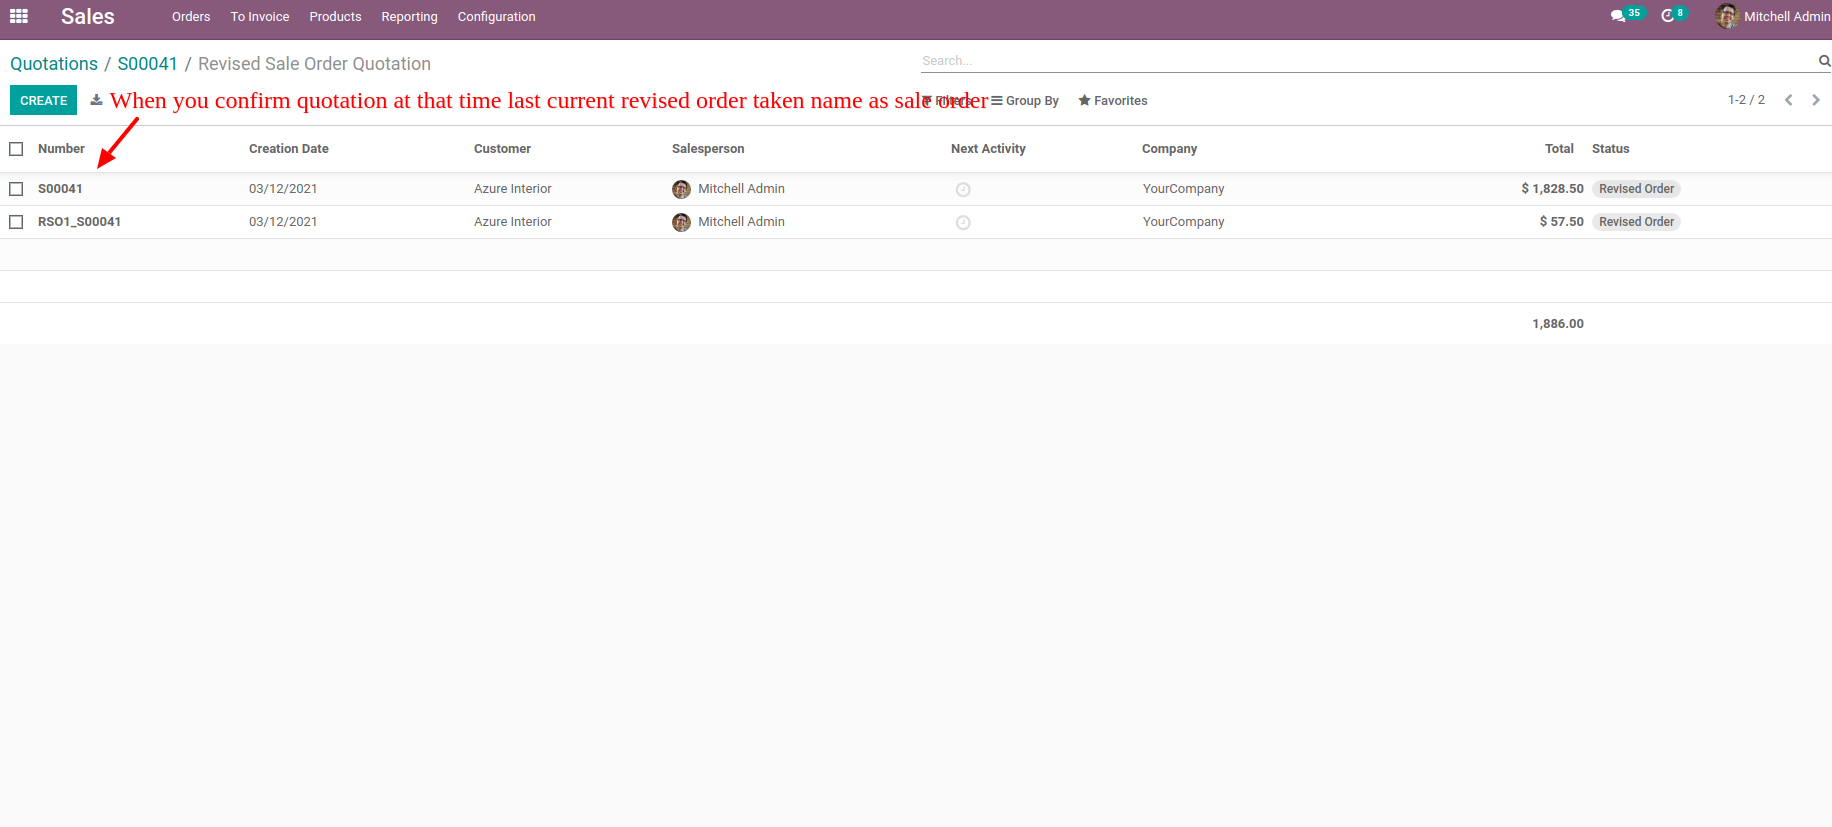 Sales Orders To Invoice Products Reporting Configuration 35 8 Mitchell Admin
Quotations / S00041 / Revised Sale Order Quotation Search...
CREATE When you confirm quotation at that time last current revised order taken name as sale order Filters Group By Favorites 1-2 / 2
Number Creation Date Customer Salesperson Next Activity Company Total Status
S00041 03/12/2021 Azure Interior Mitchell Admin YourCompany $ 1,828.50 Revised Order
RSO1_S00041 03/12/2021 Azure Interior Mitchell Admin YourCompany $ 57.50 Revised Order
1,886.00